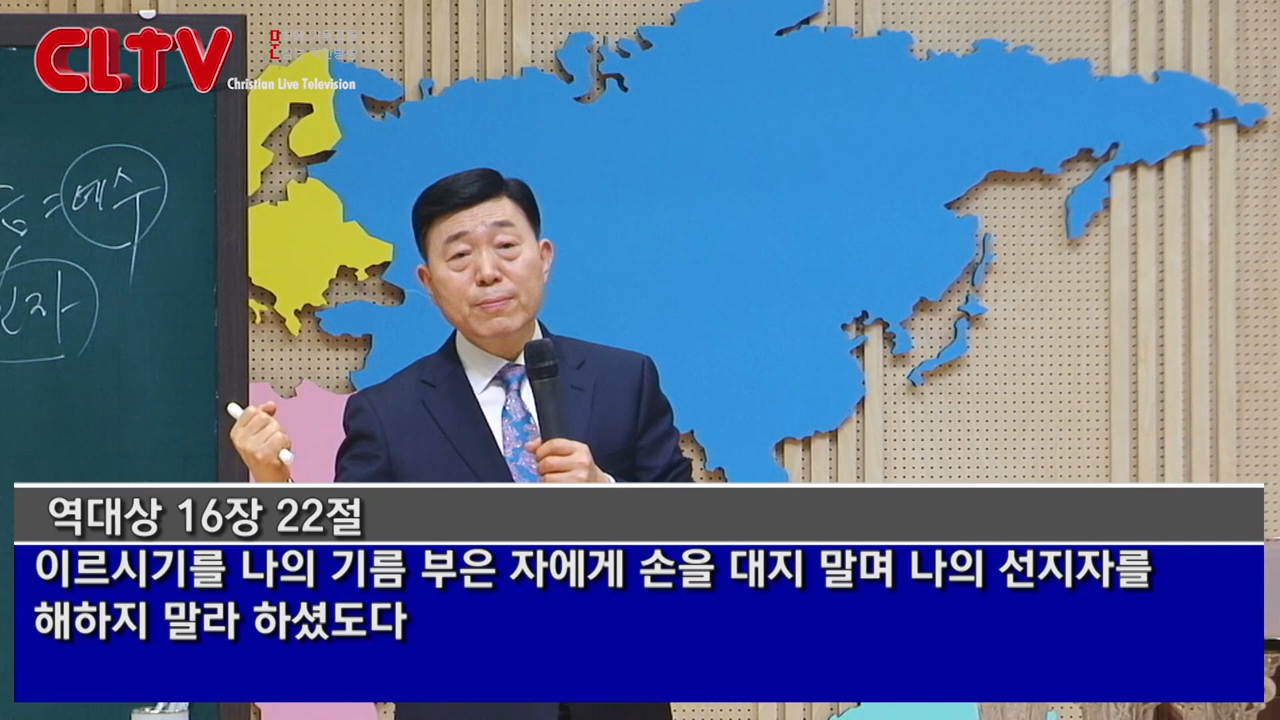 CLTV
Christian Live Television
예수
역대상 16장 22절
이르시기를 나의 기름 부은 자에게 손을 대지 말며 나의 선지자를
해하지 말라 하셨도다